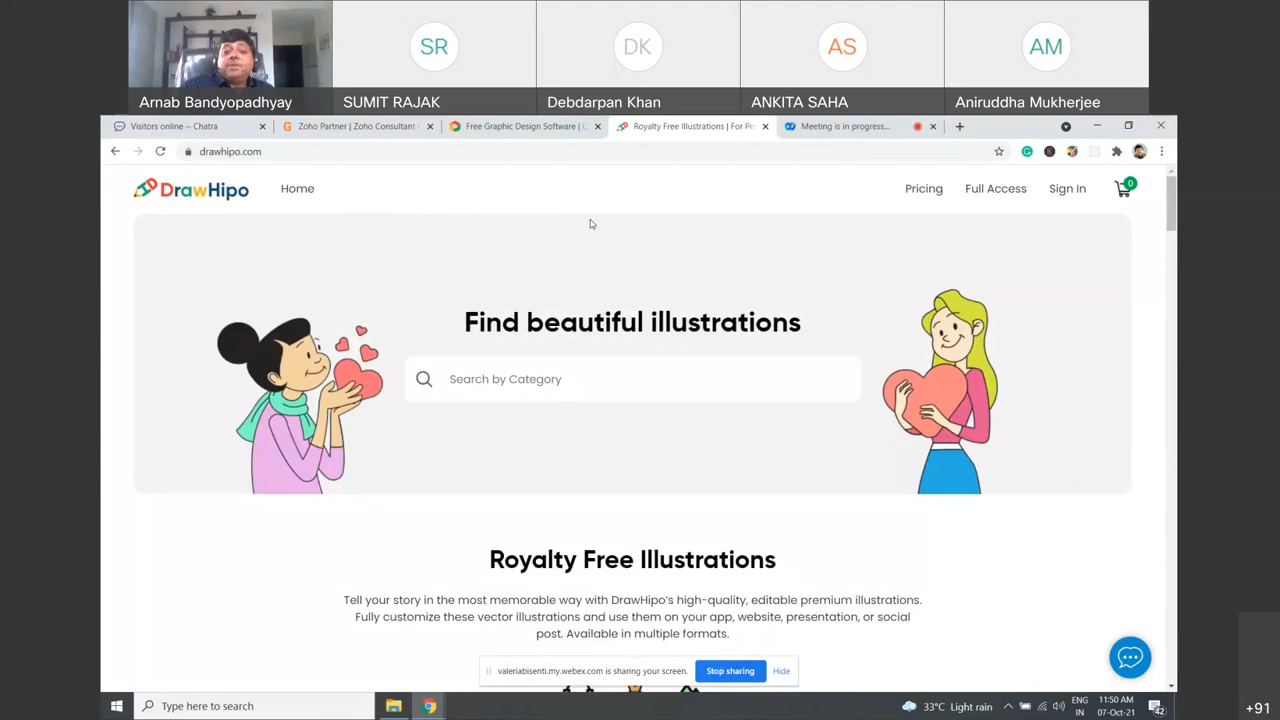 SR
DK
AS
AM
Arnab Bandyopadhyay
SUMIT RAJAK
Debdarpan Khan
ANKITA SAHA
Aniruddha Mukherjee
Visitors online -- Chatra
Zoho Partner | Zoho Consultant |
Free Graphic Design Software | C
Royalty Free Illustrations | For Pe
Meeting is in progress...
drawhipo.com
DrawHipo
Home
Pricing
Full Access
Sign In
0
Find beautiful illustrations
Search by Category
Royalty Free Illustrations
Tell your story in the most memorable way with DrawHipo's high-quality, editable premium illustrations.
Fully customize these vector illustrations and use them on your app, website, presentation, or social
post. Available in multiple formats.
valeriabisenti.my.webex.com is sharing your screen.
Stop sharing
Hide
Type here to search
33°C Light rain
ENG
IN
11:50 AM
07-Oct-21
42
+91